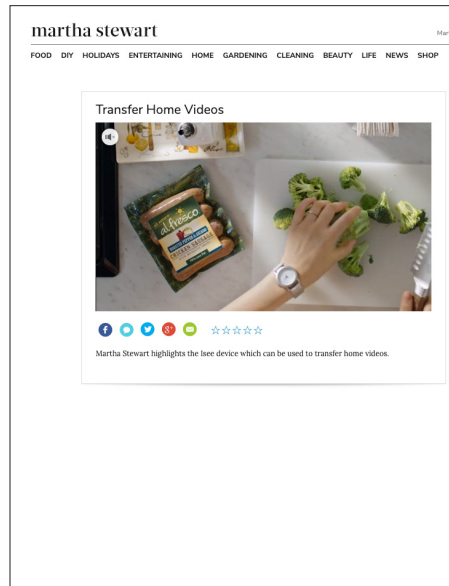 martha stewart
Mar
FOOD DIY HOLIDAYS ENTERTAINING HOME GARDENING CLEANING BEAUTY LIFE NEWS SHOP
Transfer Home Videos
al fresco
CHICKEN SAUSAGE
Martha Stewart highlights the Isee device which can be used to transfer home videos.